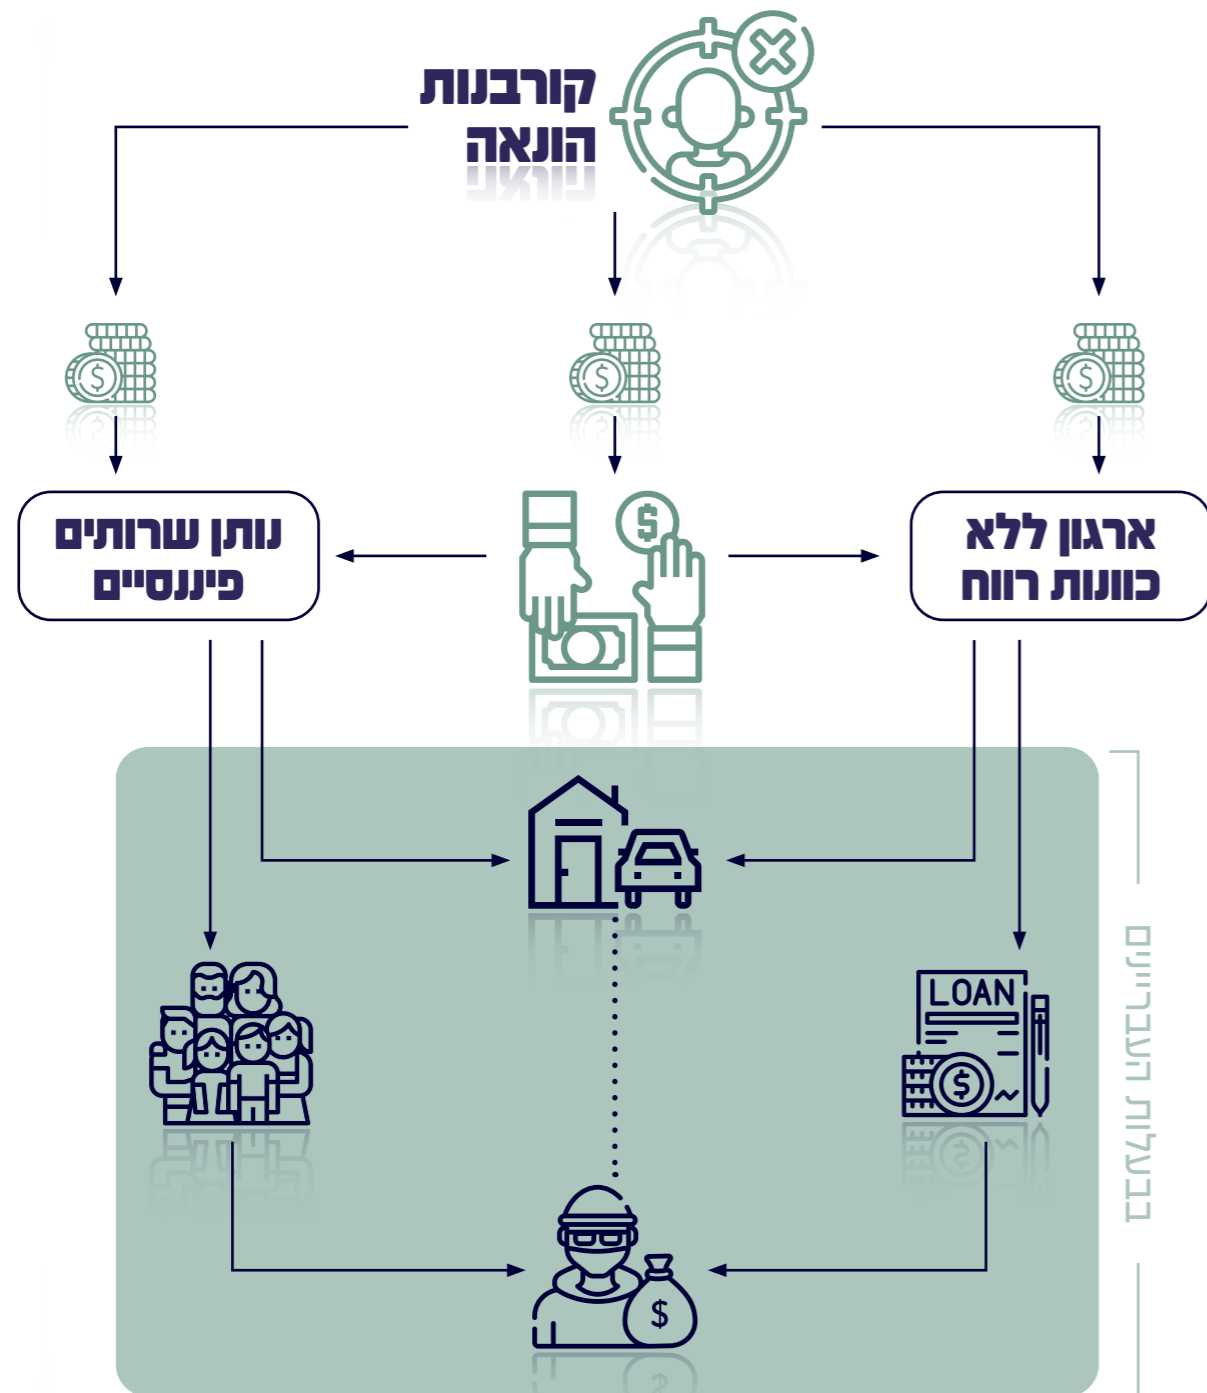 קורבנות
הונאה
$
$
$
נותן שרותים
פיננסיים
$
ארגון ללא
כוונות רווח
בבעלות העבריינים
LOAN
$
$